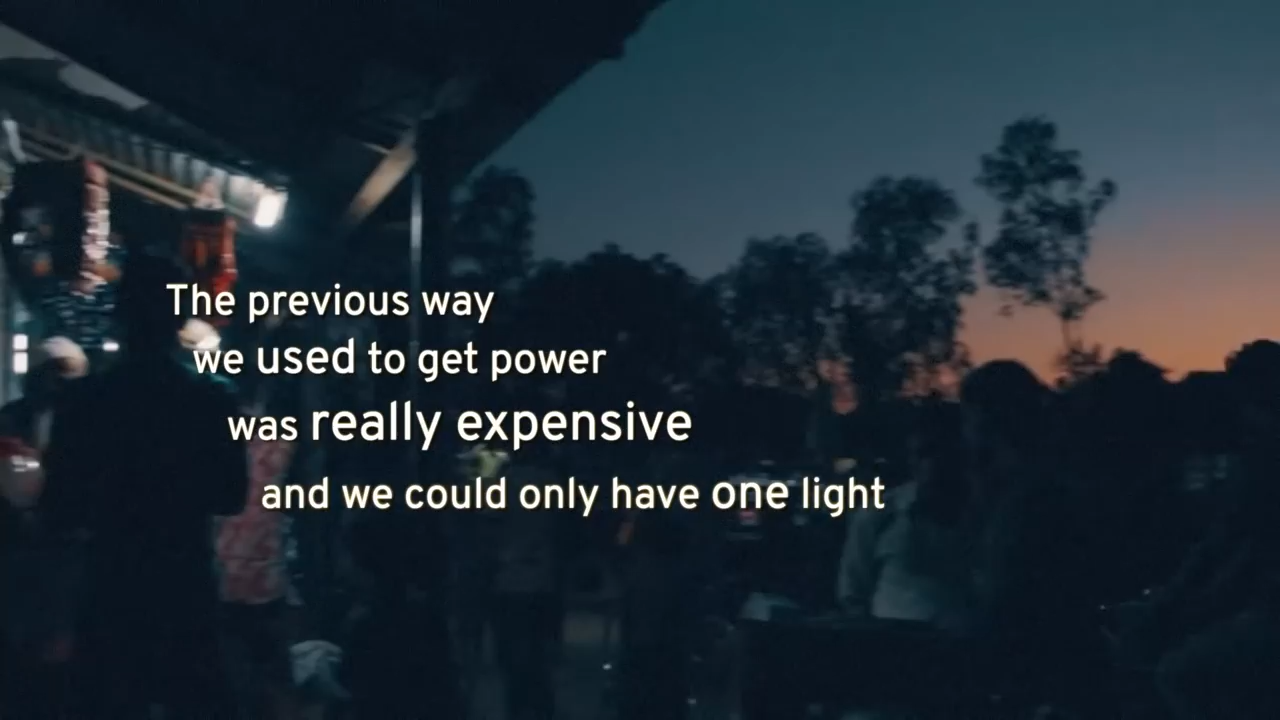 The previous way
we used to get power
was really expensive
and we could only have one light